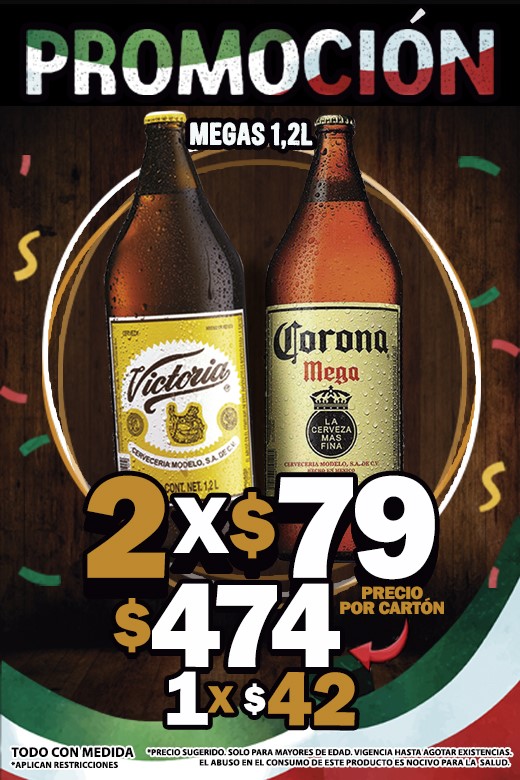 PROMOCIÓN
MEGAS 1,2L
Victoria
CERVECERIA MODELO, S.A. DE C.V.
CONT. NET. 1,2 L
Corona
Mega
LA
CERVEZA
MAS
FINA
CERVECERIA MODELO, S.A. DE C.V.
HECHO EN MEXICO
2x$79
PRECIO
POR CARTÓN
$474
1x$42
TODO CON MEDIDA
*APLICAN RESTRICCIONES
*PRECIO SUGERIDO. SOLO PARA MAYORES DE EDAD. VIGENCIA HASTA AGOTAR EXISTENCIAS.
EL ABUSO EN EL CONSUMO DE ESTE PRODUCTO ES NOCIVO PARA LA SALUD.